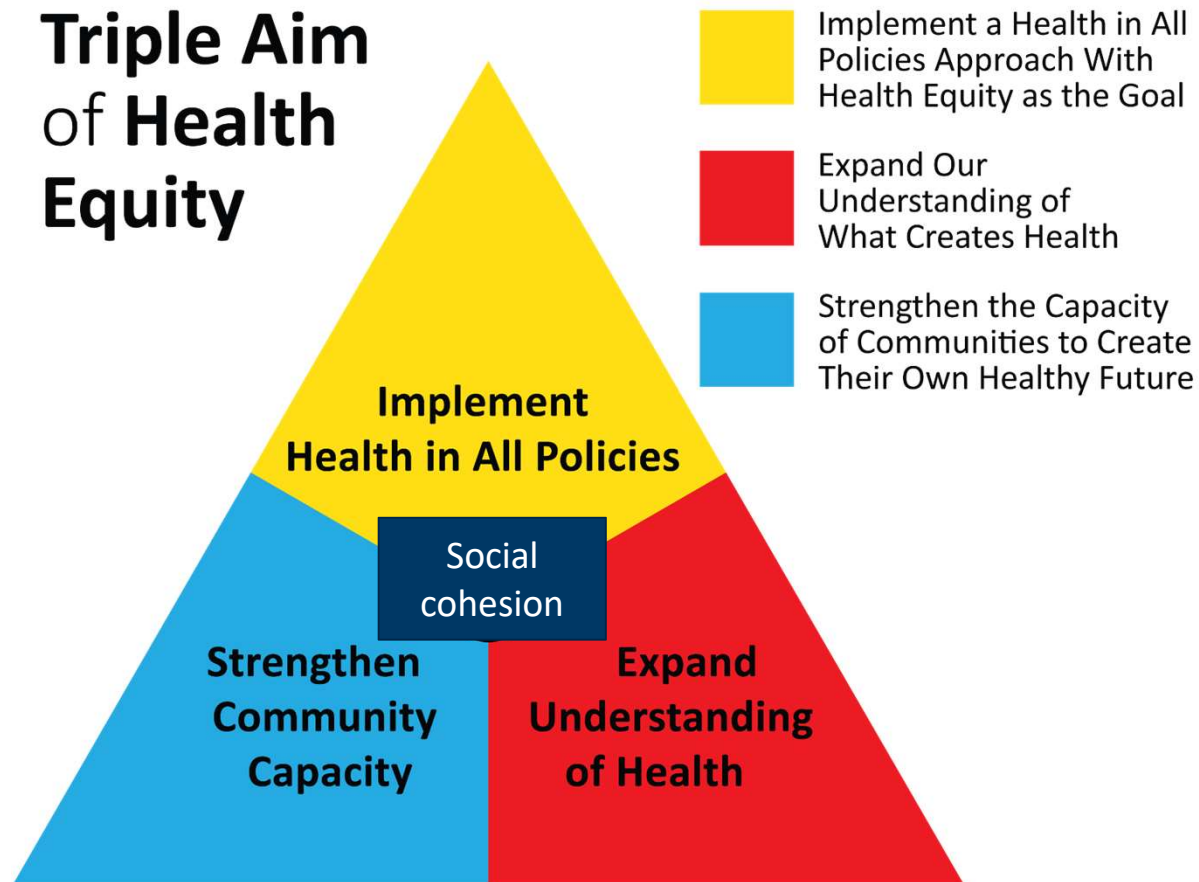 Triple Aim
of Health
Equity
Implement a Health in All
Policies Approach With
Health Equity as the Goal
Expand Our
Understanding of
What Creates Health
Strengthen the Capacity
of Communities to Create
Their Own Healthy Future
Implement
Health in All Policies
Social
cohesion
Strengthen
Community
Capacity
Expand
Understanding
of Health